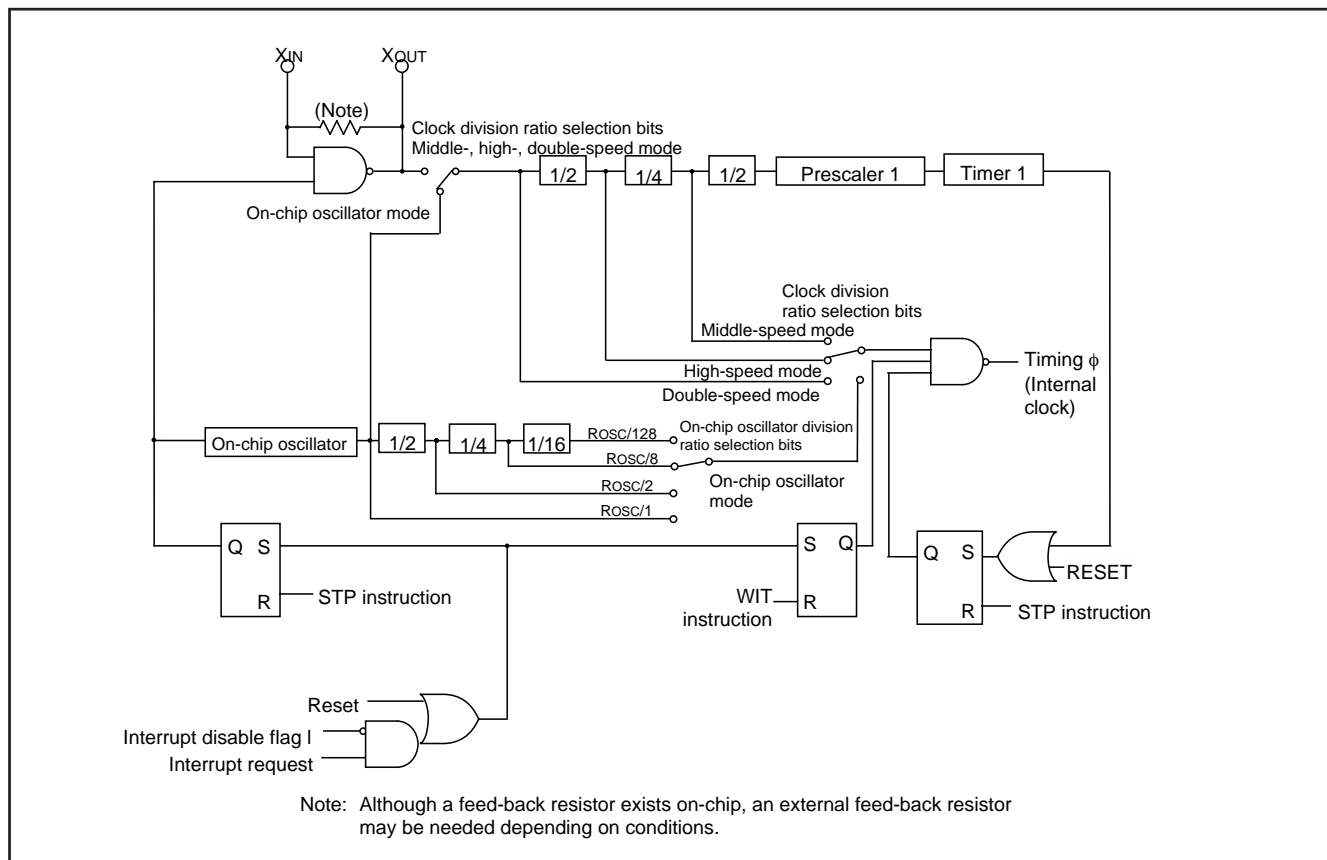 XIN
XOUT
(Note)
Clock division ratio selection bits
Middle-, high-, double-speed mode
1/2
1/4
1/2
Prescaler 1
Timer 1
On-chip oscillator mode
Clock division
ratio selection bits
Middle-speed mode
High-speed mode
Double-speed mode
Timing ϕ
(Internal
clock)
On-chip oscillator
1/2
1/4
1/16
ROSC/128
ROSC/8
ROSC/2
ROSC/1
On-chip oscillator division
ratio selection bits
On-chip oscillator
mode
Q S
R
STP instruction
S Q
R
WIT
instruction
Q S
R
RESET
STP instruction
Reset
Interrupt disable flag I
Interrupt request
Note: Although a feed-back resistor exists on-chip, an external feed-back resistor
may be needed depending on conditions.